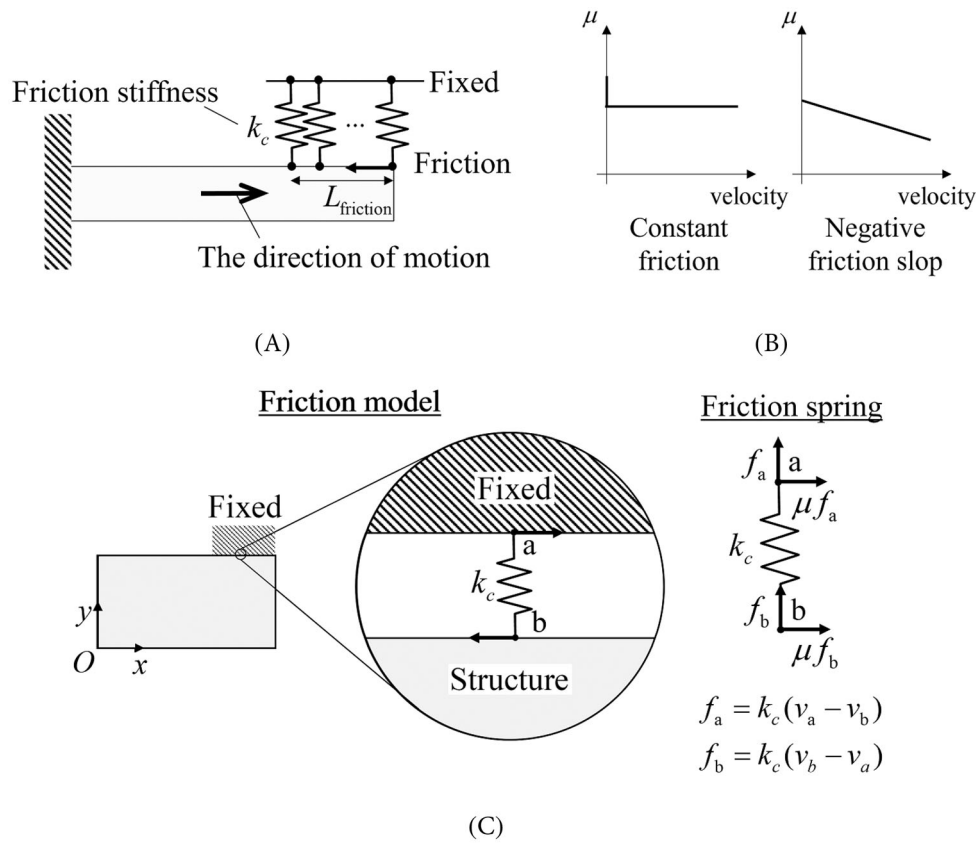 Friction stiffness
k_c
...
Fixed
Friction
L_friction
The direction of motion
(A)
μ
velocity
Constant
friction
μ
velocity
Negative
friction slop
(B)
Friction model
Fixed
y
O
x
Fixed
a
k_c
b
Structure
Friction spring
f_a
a
μf_a
k_c
f_b
b
μf_b
f_a = k_c(v_a − v_b)
f_b = k_c(v_b − v_a)
(C)